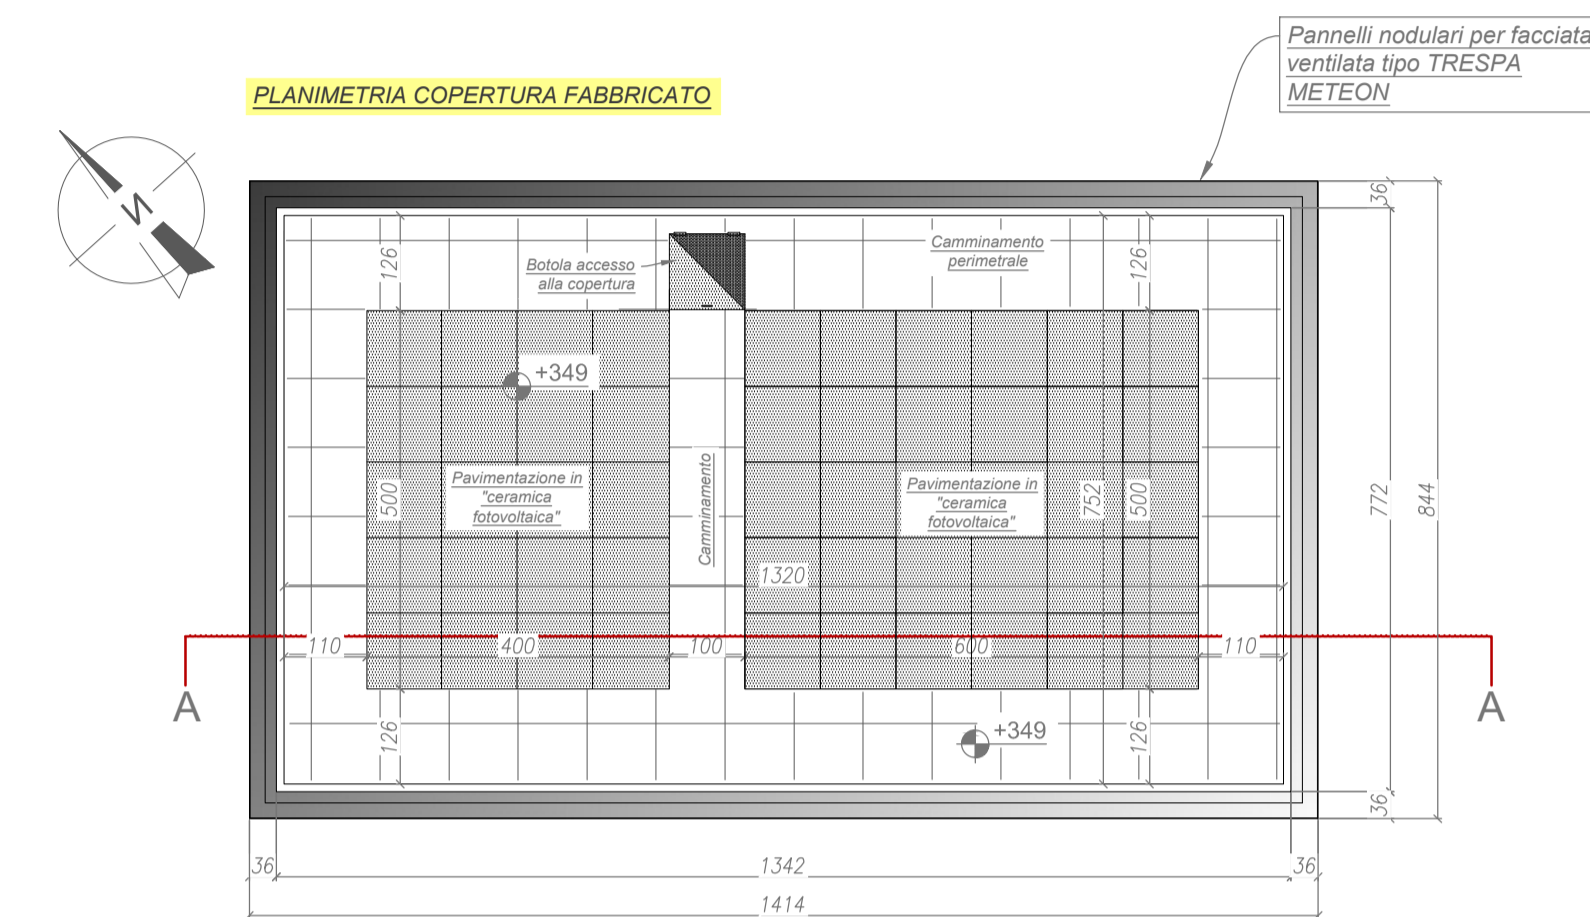 Pannelli nodulari per facciata
ventilata tipo TRESPA
METEON
PLANIMETRIA COPERTURA FABBRICATO
N
36
126
Botola accesso
alla copertura
Camminamento
perimetrale
126
+349
Pavimentazione in
"ceramica
fotovoltaica"
500
Camminamento
Pavimentazione in
"ceramica
fotovoltaica"
752
500
772
844
1320
110
400
100
600
110
A
A
126
+349
126
36
36
1342
36
1414